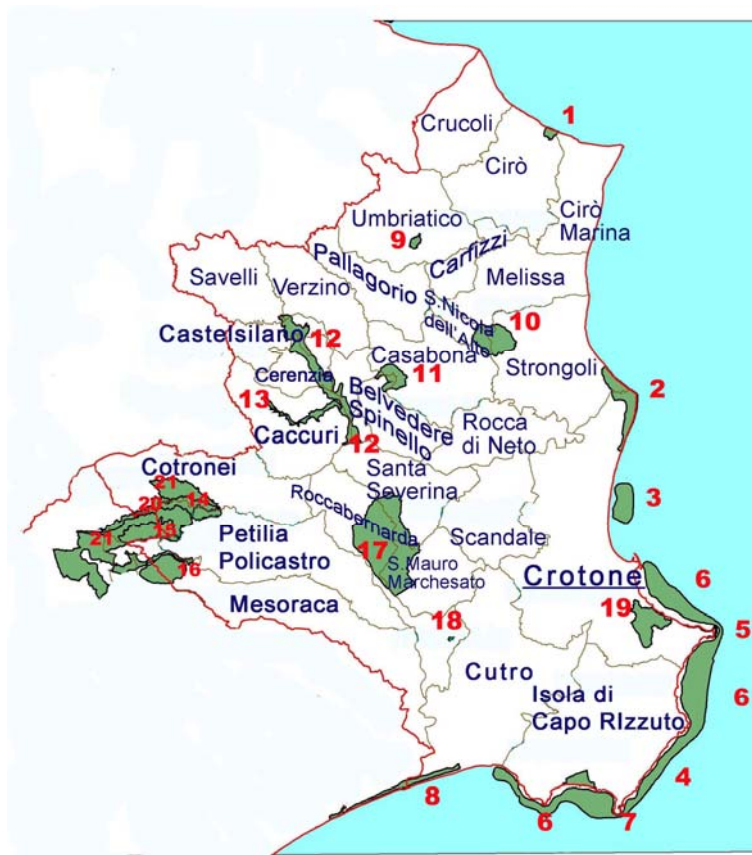 1
Crucoli
Cirò
Umbriatico
9
Cirò
Marina
Carfizzi
Pallagorio
Savelli
Verzino
Melissa
S.Nicola
dell'Alto
10
Castelsilano
12
Casabona
11
Strongoli
2
Cerenzia
13
Belvedere
Spinello
Rocca
di Neto
Caccuri
12
Cotronei
Santa
Severina
21
20
14
3
Roccabernarda
Petilia
Policastro
21
15
Scandale
17
S.Mauro
Marchesato
16
Crotone
6
Mesoraca
18
19
5
Cutro
Isola di
Capo RIzzuto
6
4
8
6
7